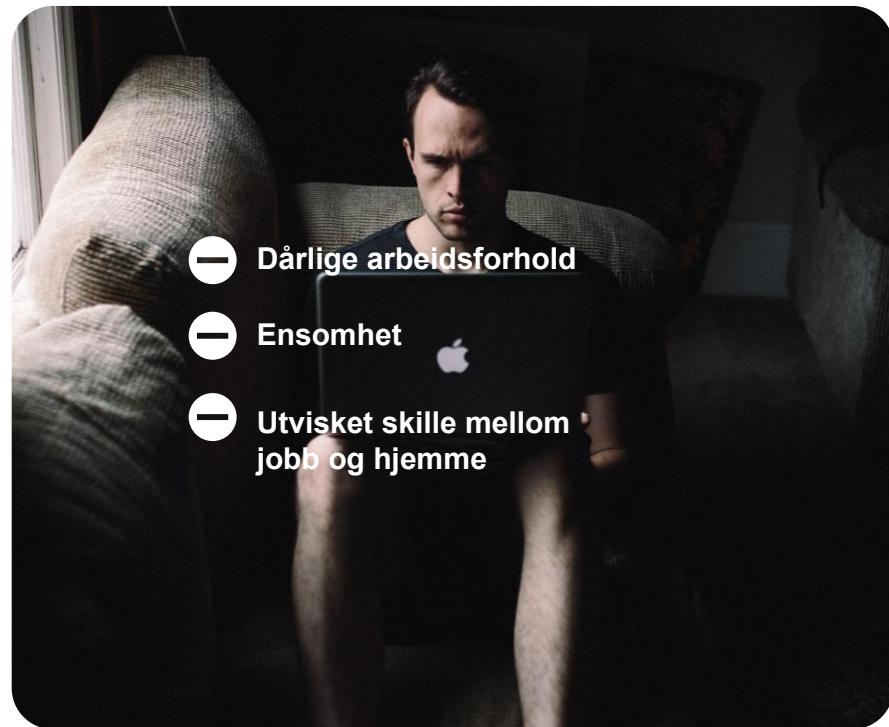 Dårlige arbeidsforhold
Ensomhet
Utvisket skille mellom
jobb og hjemme